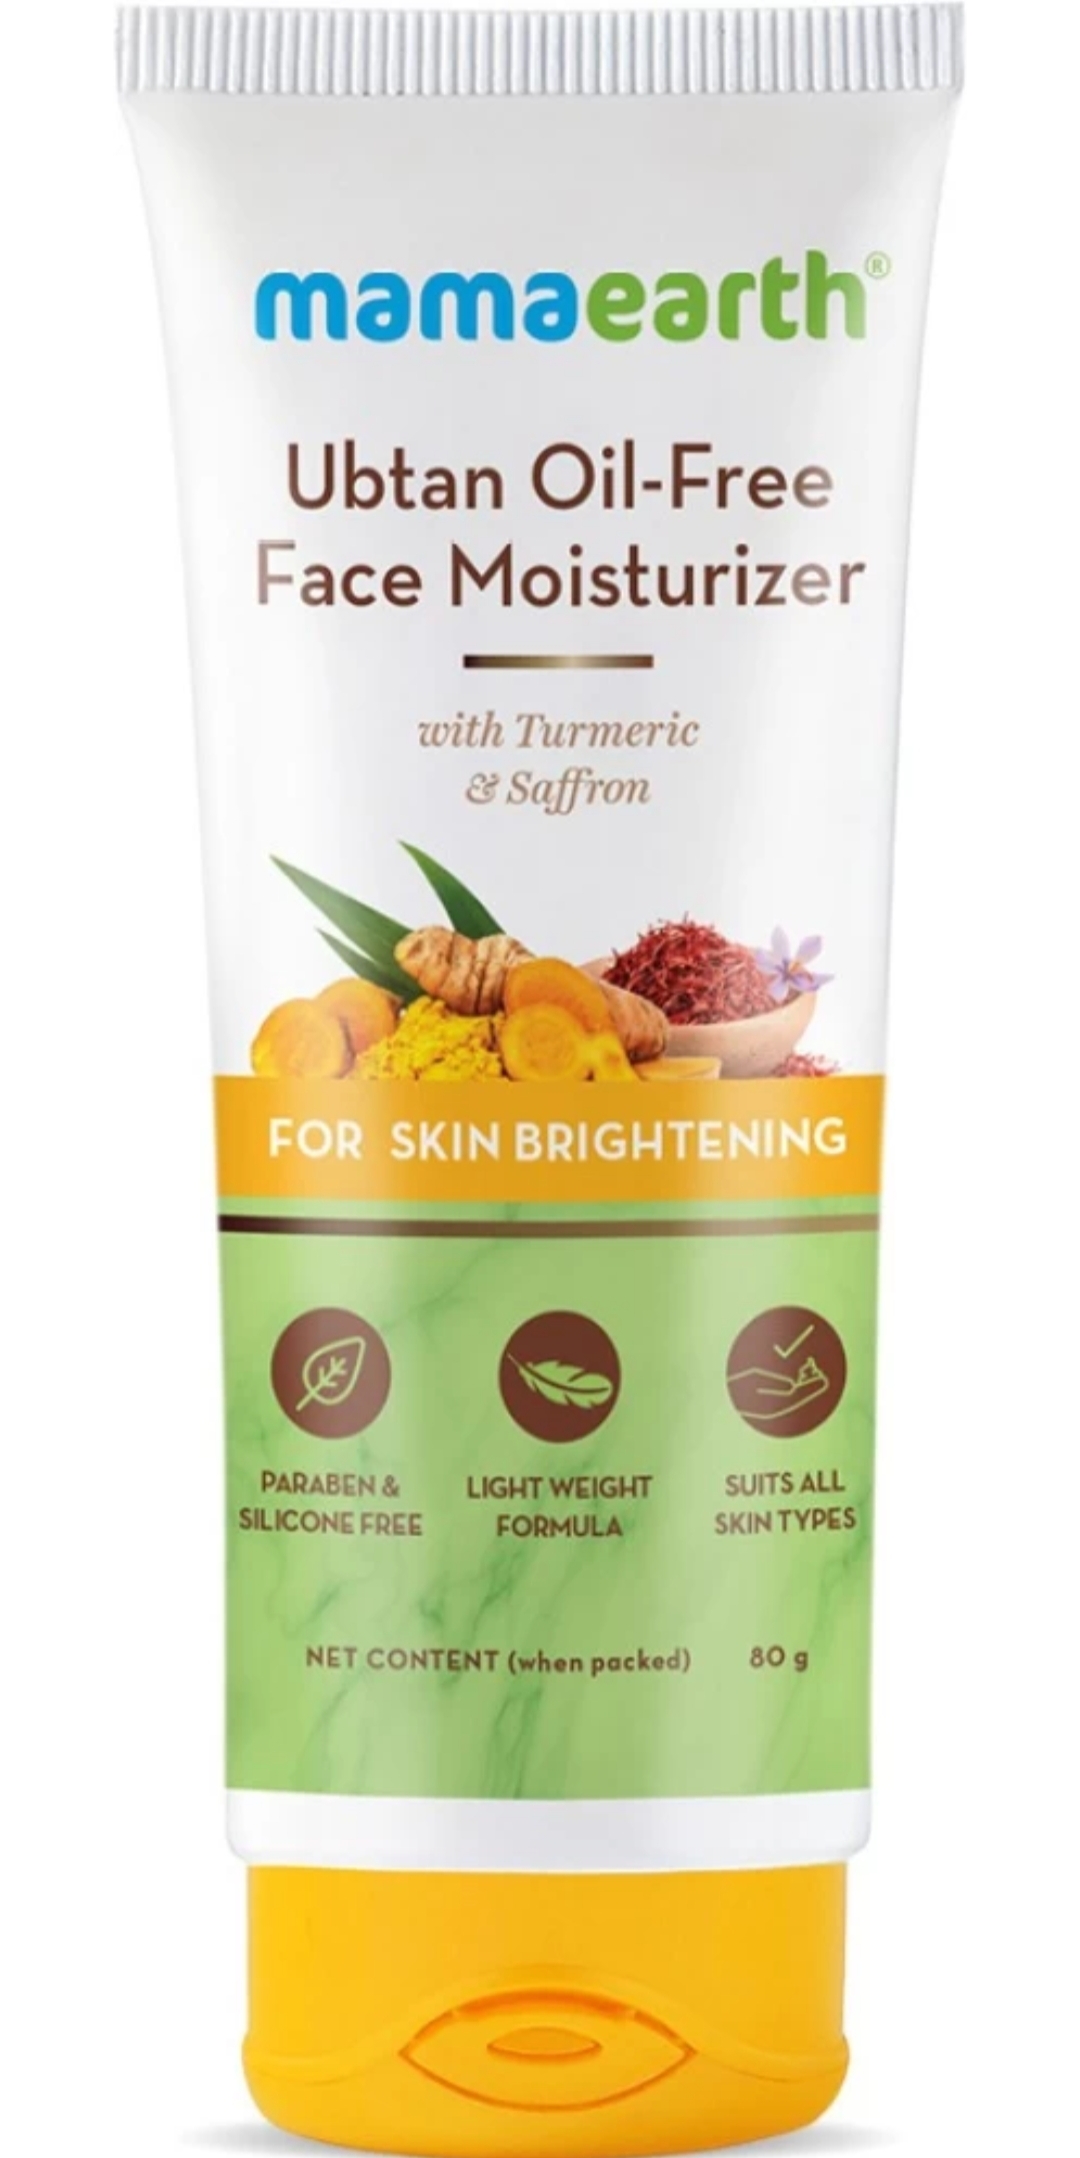 mamaearth®
Ubtan Oil-Free
Face Moisturizer
with Turmeric
& Saffron
FOR SKIN BRIGHTENING
PARABEN &
SILICONE FREE
LIGHT WEIGHT
FORMULA
SUITS ALL
SKIN TYPES
NET CONTENT (when packed) 80 g